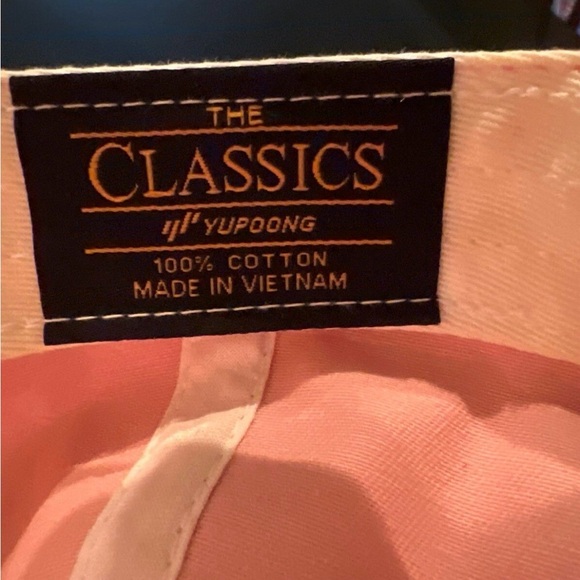 THE
CLASSICS
YUPOONG
100% COTTON
MADE IN VIETNAM